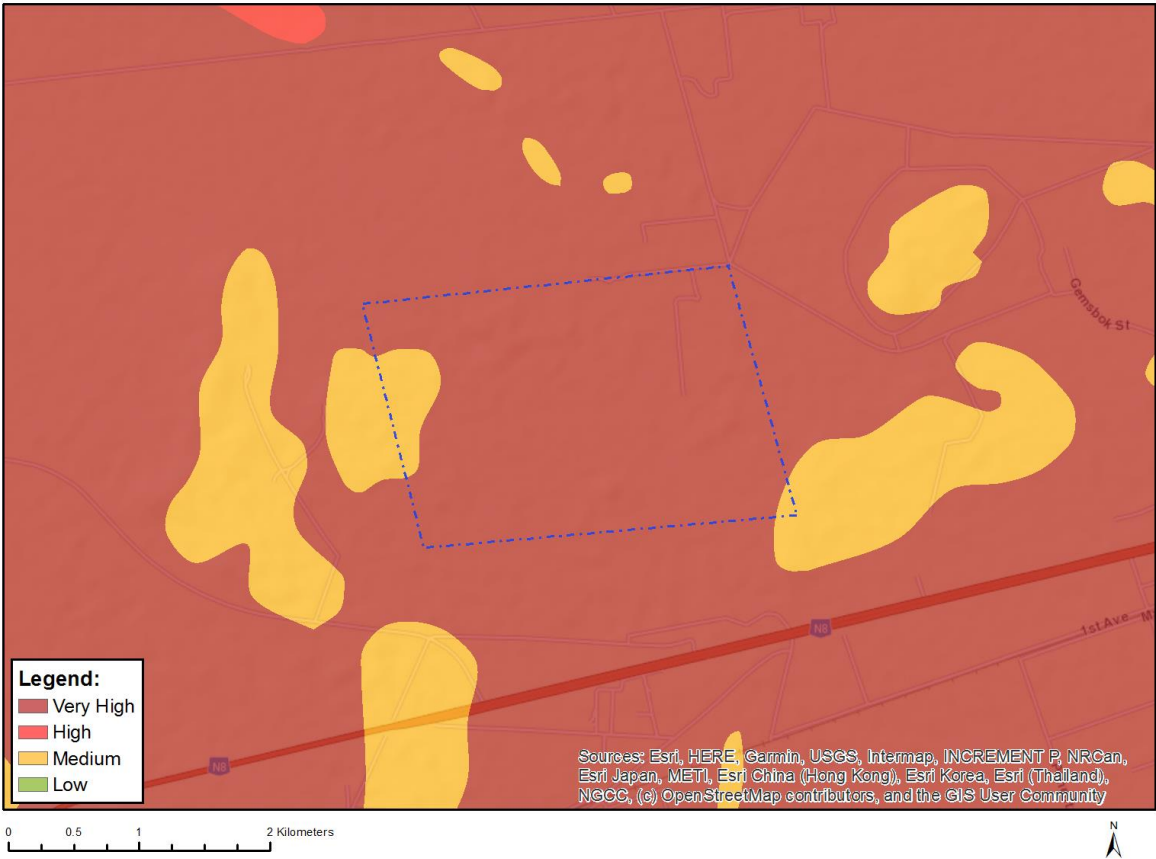 Gemsbok St
N8
1st Ave
N8
Legend:
Very High
High
Medium
Low
Sources: Esri, HERE, Garmin, USGS, Intermap, INCREMENT P, NRCan,
Esri Japan, METI, Esri China (Hong Kong), Esri Korea, Esri (Thailand),
NGCC, (c) OpenStreetMap contributors, and the GIS User Community
0 0.5 1 2 Kilometers
N